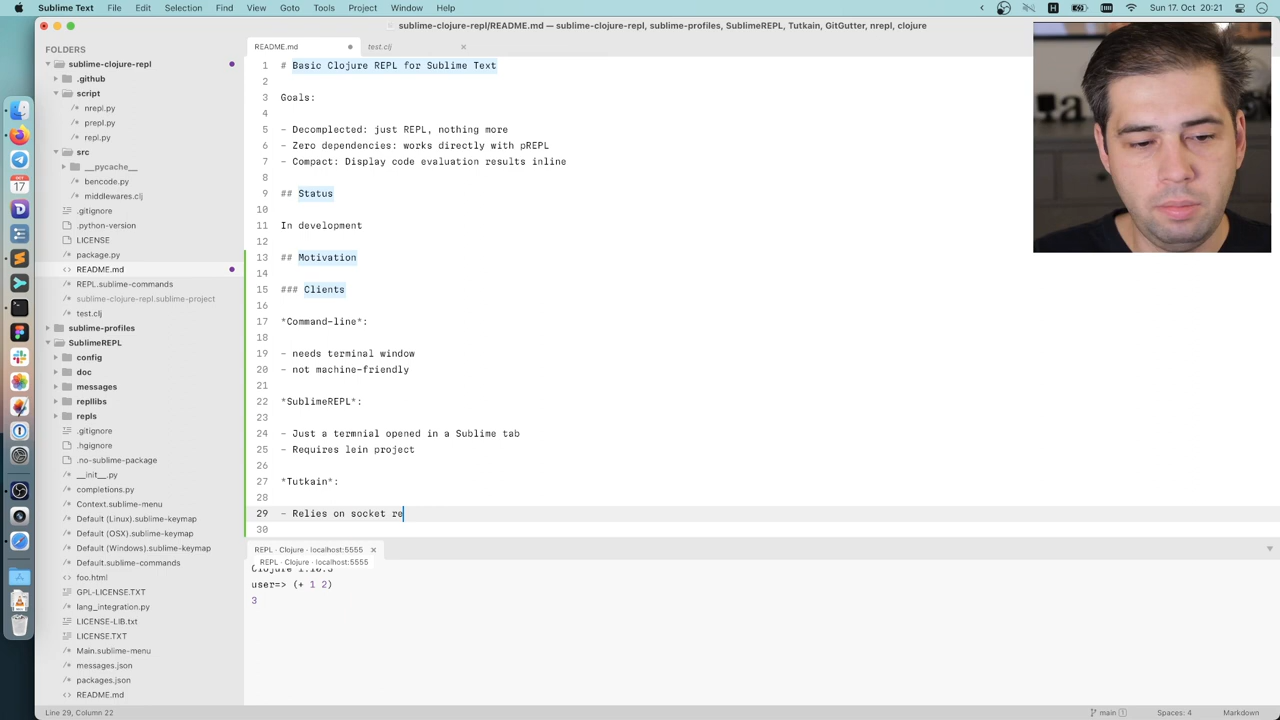 Sublime Text File Edit Selection Find View Goto Tools Project Window Help
Sun 17. Oct 20:21
sublime-clojure-repl/README.md — sublime-clojure-repl, sublime-profiles, SublimeREPL, Tutkain, GitGutter, nrepl, clojure
FOLDERS
sublime-clojure-repl
.github
script
nrepl.py
prepl.py
repl.py
src
__pycache__
bencode.py
middlewares.clj
.gitignore
.python-version
LICENSE
package.py
README.md
REPL.sublime-commands
sublime-clojure-repl.sublime-project
test.clj
sublime-profiles
SublimeREPL
config
doc
messages
repllibs
repls
.gitignore
.hgignore
.no-sublime-package
__init__.py
completions.py
Context.sublime-menu
Default (Linux).sublime-keymap
Default (OSX).sublime-keymap
Default (Windows).sublime-keymap
Default.sublime-commands
foo.html
GPL-LICENSE.TXT
lang_integration.py
LICENSE-LIB.txt
LICENSE.TXT
Main.sublime-menu
messages.json
packages.json
README.md
README.md
test.clj
1 # Basic Clojure REPL for Sublime Text
2
3 Goals:
4
5 - Decomplected: just REPL, nothing more
6 - Zero dependencies: works directly with pREPL
7 - Compact: Display code evaluation results inline
8
9 ## Status
10
11 In development
12
13 ## Motivation
14
15 ### Clients
16
17 *Command-line*:
18
19 - needs terminal window
20 - not machine-friendly
21
22 *SublimeREPL*:
23
24 - Just a termnial opened in a Sublime tab
25 - Requires lein project
26
27 *Tutkain*:
28
29 - Relies on socket re
30
REPL · Clojure · localhost:5555
REPL · Clojure · localhost:5555
Clojure 1.10.3
user=> (+ 1 2)
3
Line 29, Column 22
main 1
Spaces: 4
Markdown